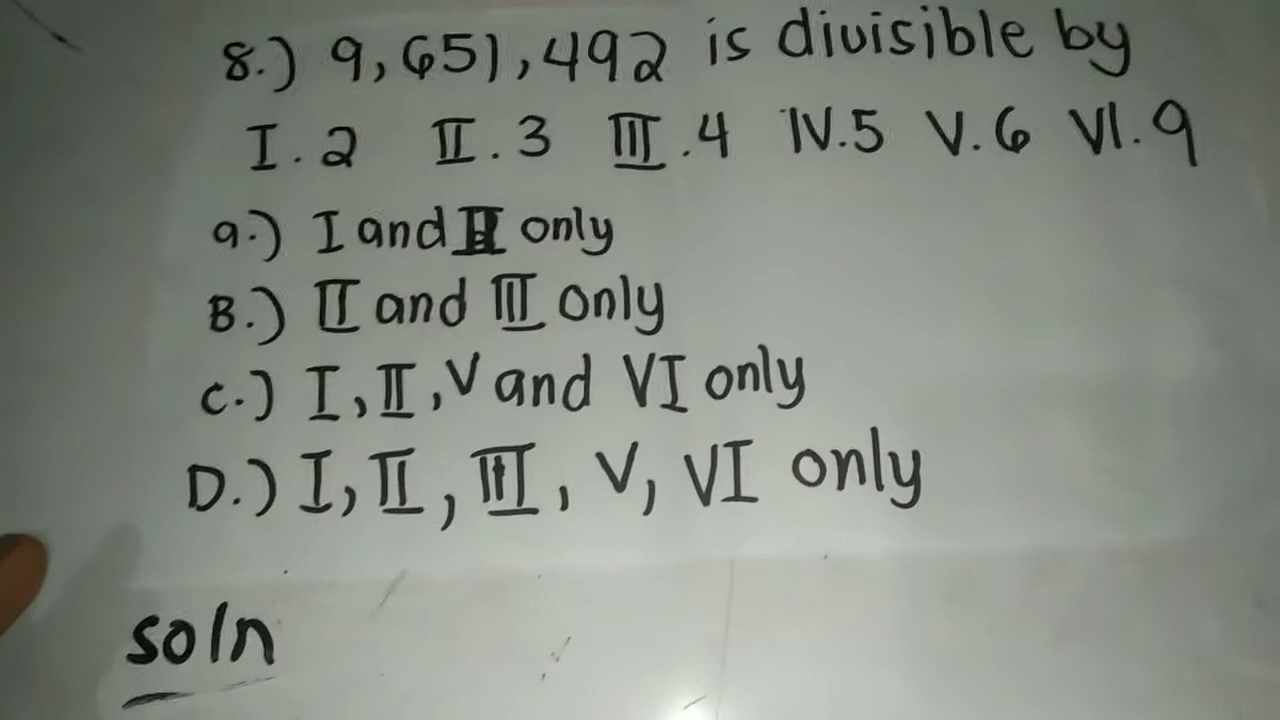 8.) 9,651,492 is divisible by
I.2 II.3 III.4 IV.5 V.6 VI.9
a.) I and II only
B.) II and III only
C.) I, II, V and VI only
D.) I, II, III, V, VI only
soln